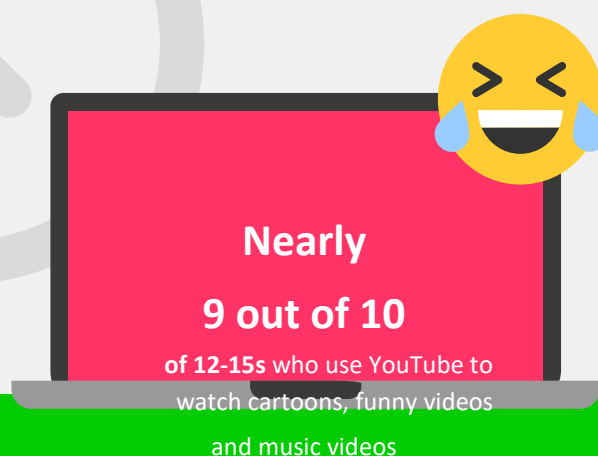 Nearly
9 out of 10
of 12-15s who use YouTube to
watch cartoons, funny videos
and music videos